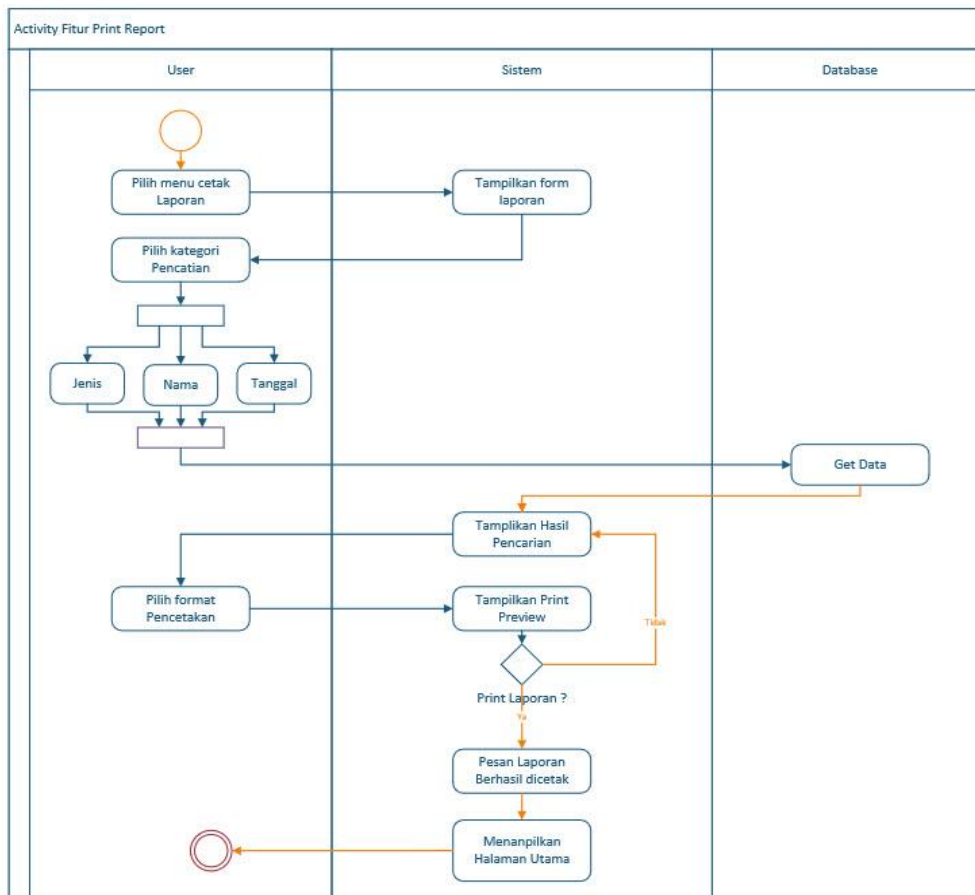 Activity Fitur Print Report
User
Sistem
Database
Pilih menu cetak
Laporan
Tampilkan form
laporan
Pilih kategori
Pencatian
Jenis
Nama
Tanggal
Get Data
Tamplikan Hasil
Pencarian
Pilih format
Pencetakan
Tampilkan Print
Preview
Tidak
Print Laporan ?
Ya
Pesan Laporan
Berhasil dicetak
Menanpilkan
Halaman Utama